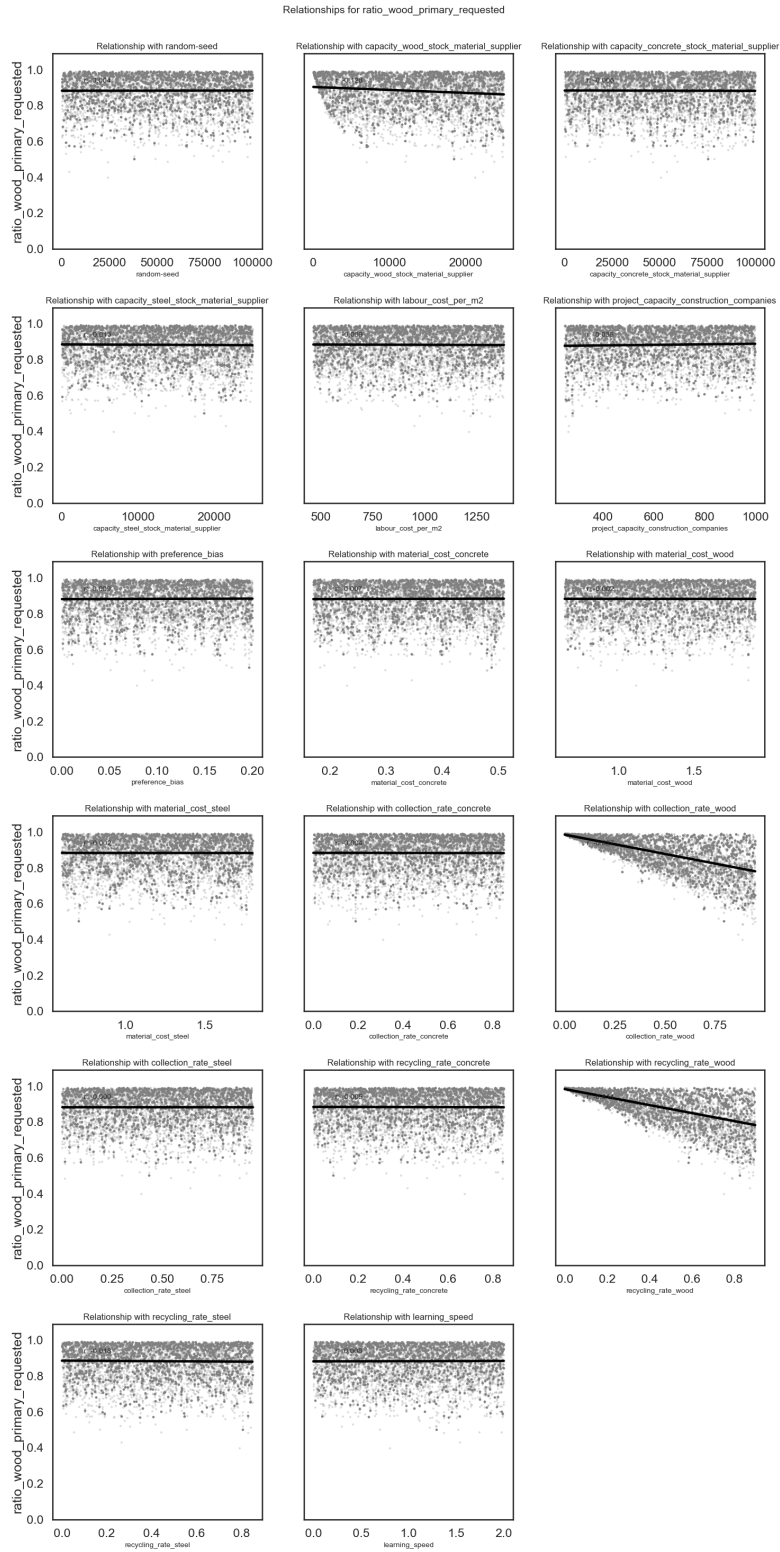 Relationships for ratio_wood_primary_requested
Relationship with random-seed
Relationship with capacity_wood_stock_material_supplier
Relationship with capacity_concrete_stock_material_supplier
ratio_wood_primary_requested
1.0
0.8
0.6
0.4
0.2
0.0
0 25000 50000 75000 100000
0 10000 20000
0 25000 50000 75000 100000
random-seed
capacity_wood_stock_material_supplier
capacity_concrete_stock_material_supplier
Relationship with capacity_steel_stock_material_supplier
Relationship with labour_cost_per_m2
Relationship with project_capacity_construction_companies
ratio_wood_primary_requested
1.0
0.8
0.6
0.4
0.2
0.0
0 10000 20000
500 750 1000 1250
400 600 800 1000
capacity_steel_stock_material_supplier
labour_cost_per_m2
project_capacity_construction_companies
Relationship with preference_bias
Relationship with material_cost_concrete
Relationship with material_cost_wood
ratio_wood_primary_requested
1.0
0.8
0.6
0.4
0.2
0.0
0.00 0.05 0.10 0.15 0.20
0.2 0.3 0.4 0.5
1.0 1.5
preference_bias
material_cost_concrete
material_cost_wood
Relationship with material_cost_steel
Relationship with collection_rate_concrete
Relationship with collection_rate_wood
ratio_wood_primary_requested
1.0
0.8
0.6
0.4
0.2
0.0
1.0 1.5
0.0 0.2 0.4 0.6 0.8
0.00 0.25 0.50 0.75
material_cost_steel
collection_rate_concrete
collection_rate_wood
Relationship with collection_rate_steel
Relationship with recycling_rate_concrete
Relationship with recycling_rate_wood
ratio_wood_primary_requested
1.0
0.8
0.6
0.4
0.2
0.0
0.00 0.25 0.50 0.75
0.0 0.2 0.4 0.6 0.8
0.0 0.2 0.4 0.6 0.8
collection_rate_steel
recycling_rate_concrete
recycling_rate_wood
Relationship with recycling_rate_steel
Relationship with learning_speed
ratio_wood_primary_requested
1.0
0.8
0.6
0.4
0.2
0.0
0.0 0.2 0.4 0.6 0.8
0.0 0.5 1.0 1.5 2.0
recycling_rate_steel
learning_speed